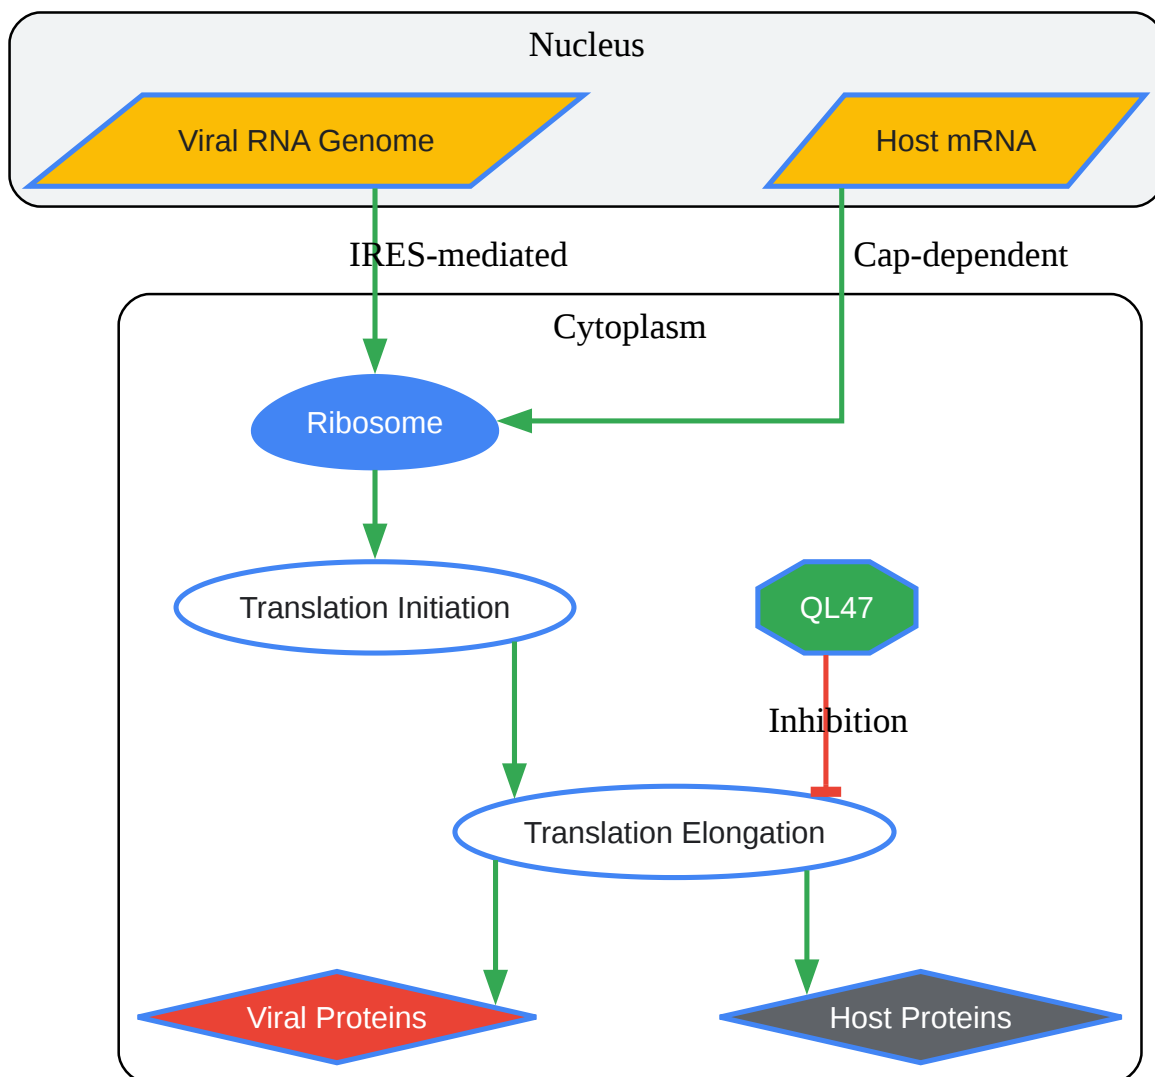 Nucleus
Viral RNA Genome
Host mRNA
IRES-mediated
Cap-dependent
Cytoplasm
Ribosome
Translation Initiation
QL47
Inhibition
Translation Elongation
Viral Proteins
Host Proteins